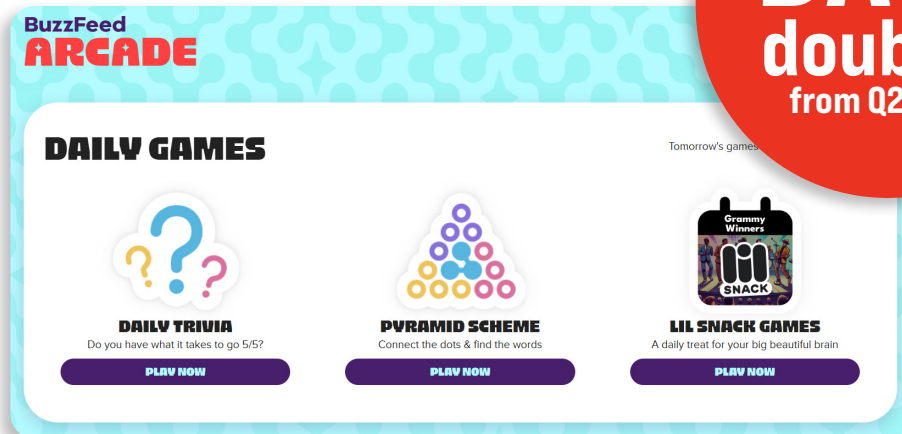 BuzzFeed
ARCADE
from Q2
DAILY GAMES
Tomorrow's games
Grammy
Winners
lil
SNACK
DAILY TRIVIA
Do you have what it takes to go 5/5?
PLAY NOW
PYRAMID SCHEME
Connect the dots & find the words
PLAY NOW
LIL SNACK GAMES
A daily treat for your big beautiful brain
PLAY NOW